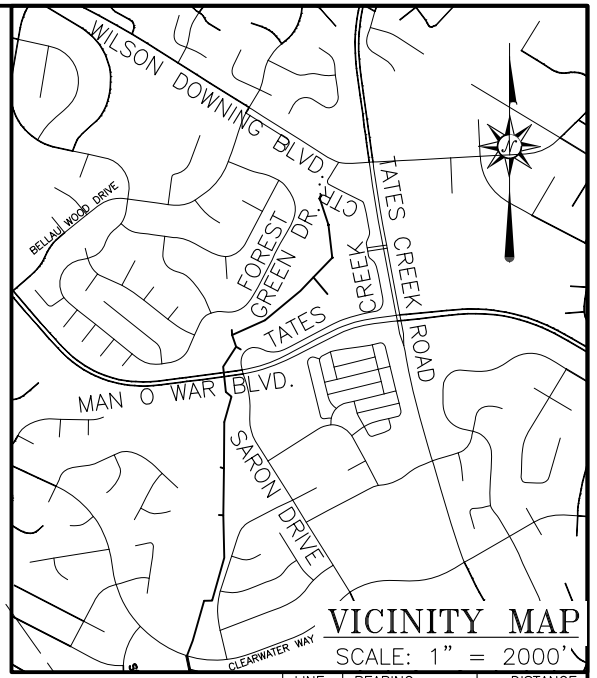 WILSON DOWNING BLVD.
BELLAU WOOD DRIVE
FOREST
GREEN DR.
TATES CREEK CTR.
TATES CREEK ROAD
N
MAN O WAR BLVD.
SARON DRIVE
CLEARWATER WAY
VICINITY MAP
SCALE: 1" = 2000'
LINE BEARING DISTANCE